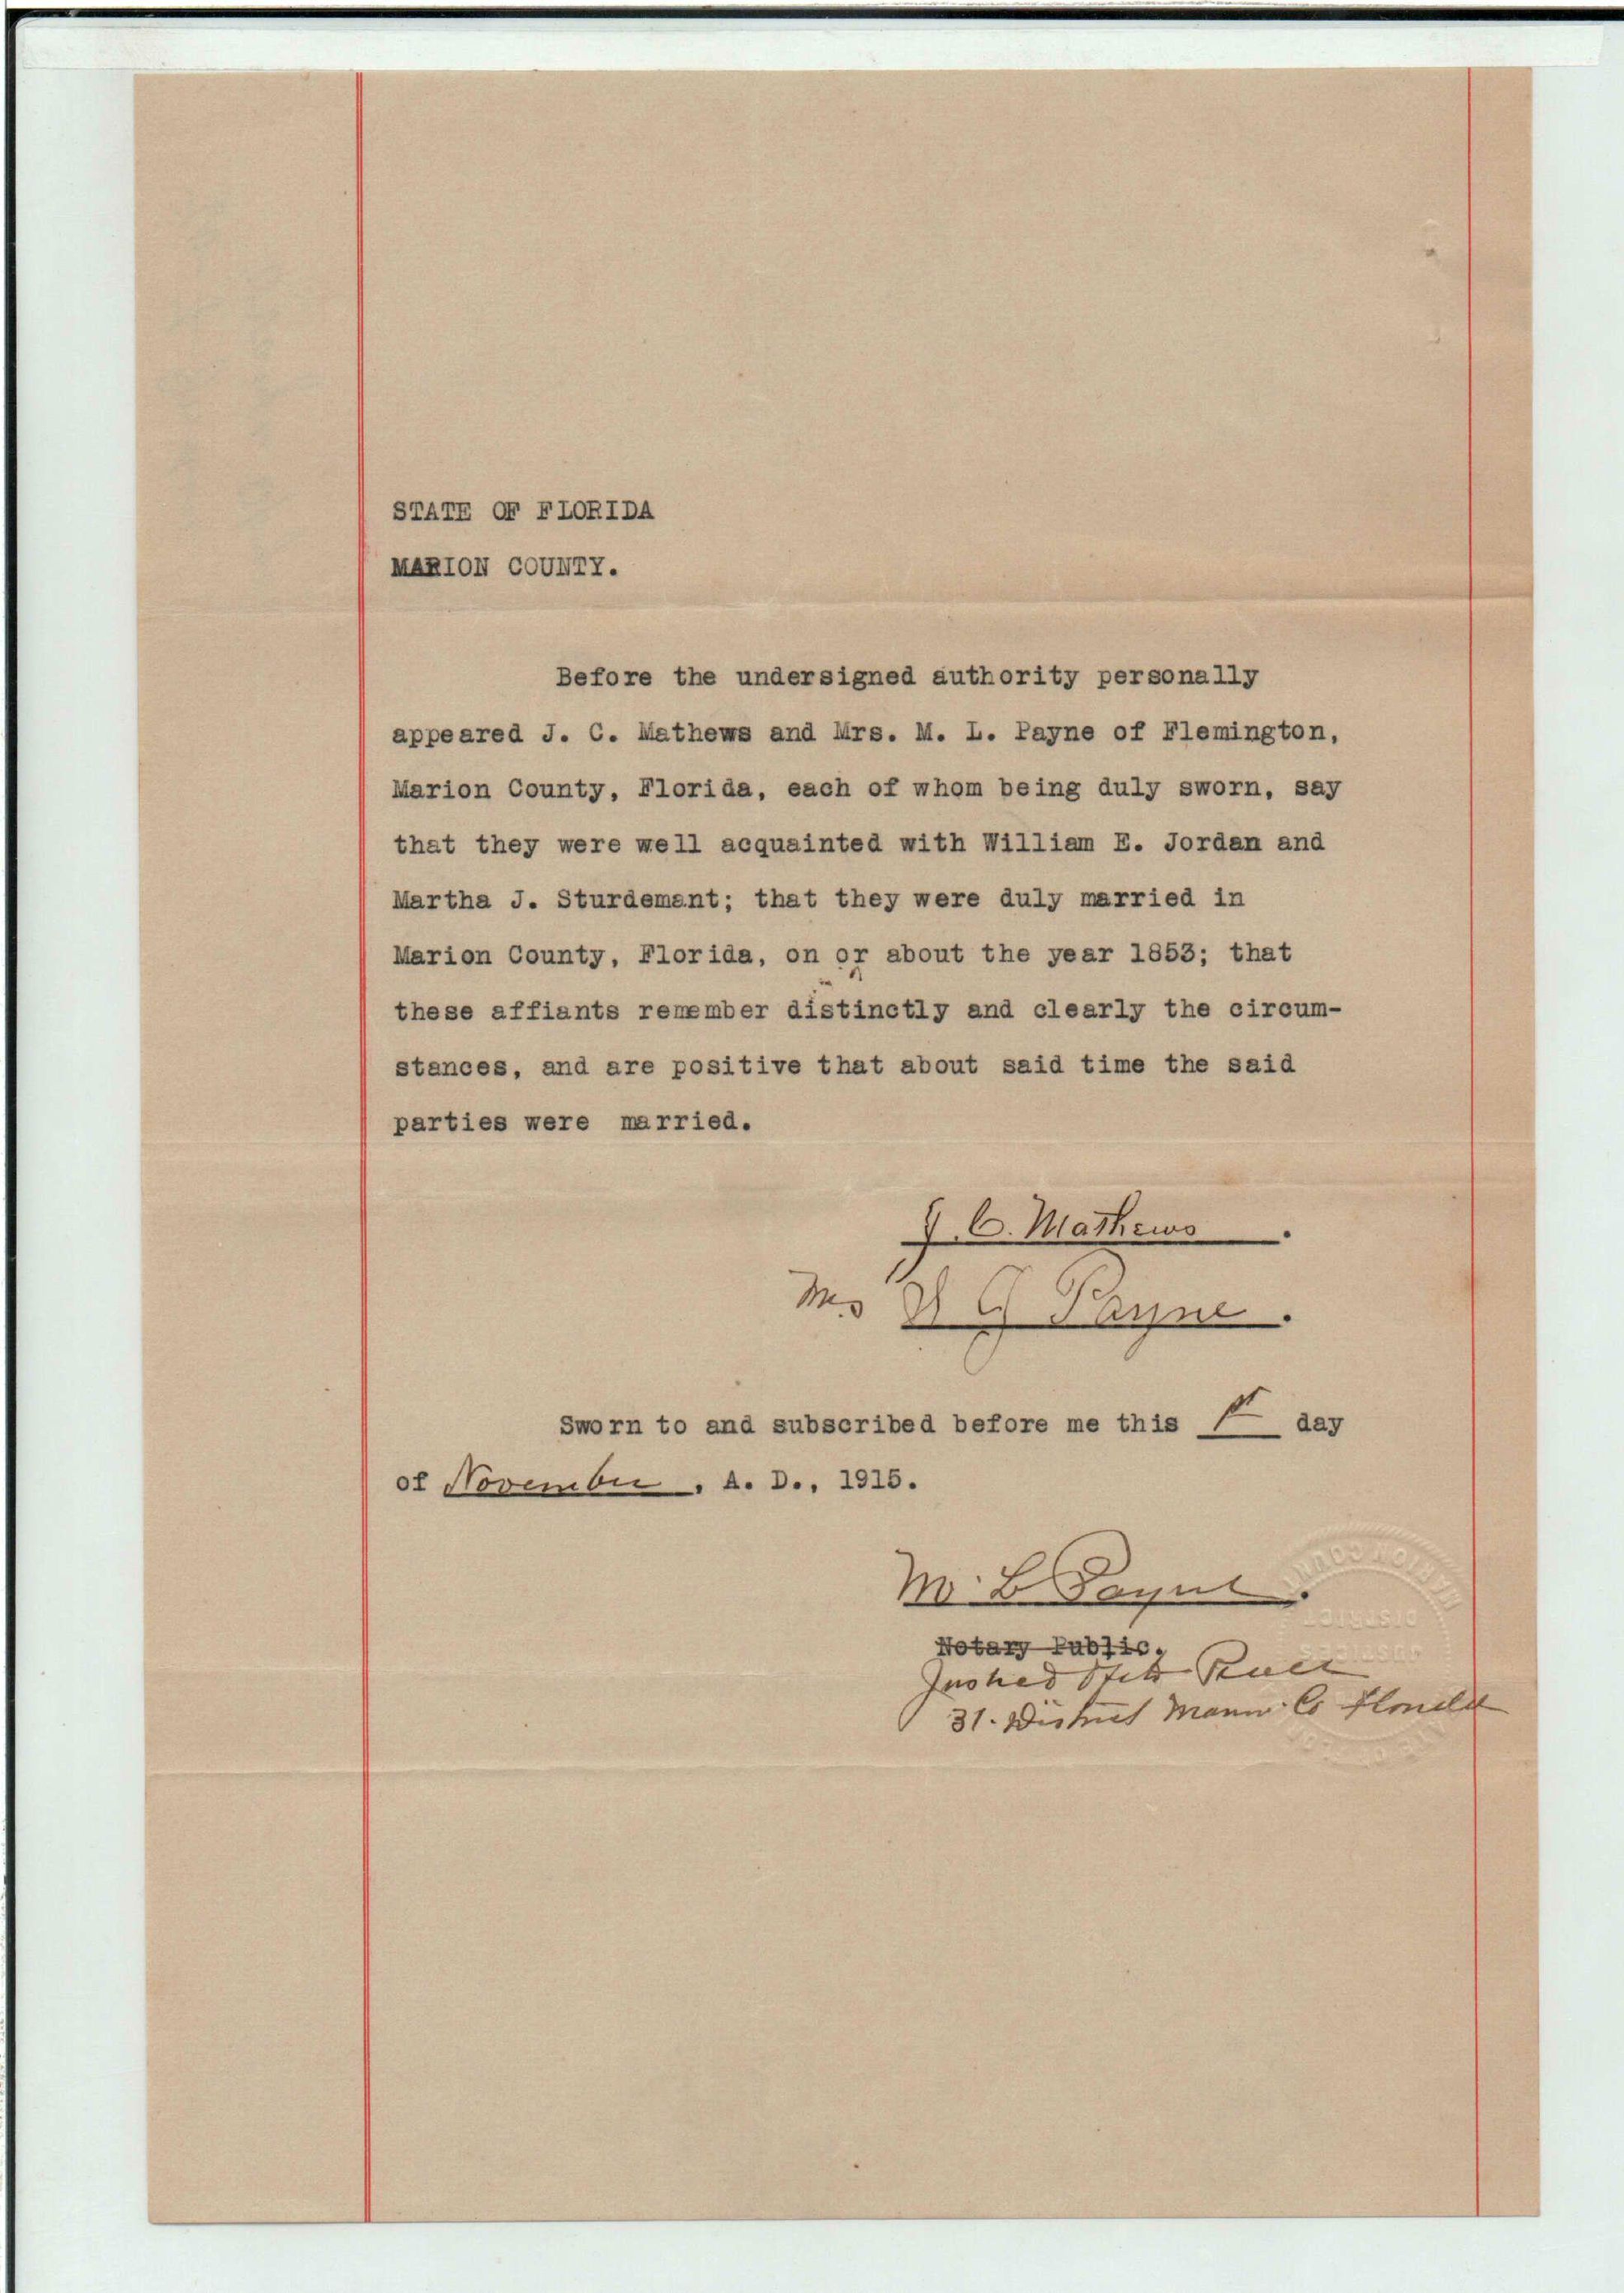 STATE OF FLORIDA
MARION COUNTY.
Before the undersigned authority personally
appeared J. C. Mathews and Mrs. M. L. Payne of Flemington,
Marion County, Florida, each of whom being duly sworn, say
that they were well acquainted with William E. Jordan and
Martha J. Sturdemant; that they were duly married in
Marion County, Florida, on or about the year 1853; that
these affiants remember distinctly and clearly the circum-
stances, and are positive that about said time the said
parties were married.
J. C. Mathews .
Mrs Payne .
Sworn to and subscribed before me this day
of November , A. D., 1915.
M. B Payne .
Notary Public.
Peace
31. District Marion Co Florida
MARION COUN
DISTRICT